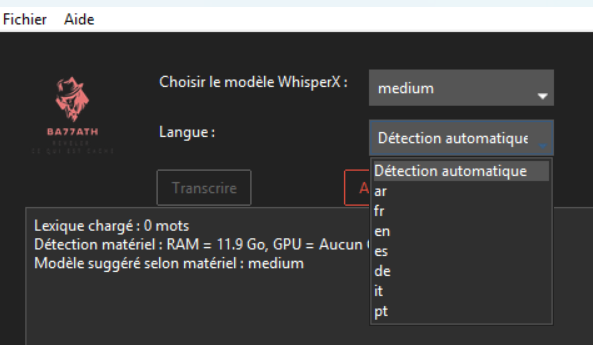 Fichier Aide
Choisir le modèle WhisperX :
medium
BA77ATH
Langue :
Détection automatique
Transcrire
A
Détection automatique
ar
fr
en
es
de
it
pt
Lexique chargé : 0 mots
Détection matériel : RAM = 11.9 Go, GPU = Aucun
Modèle suggéré selon matériel : medium